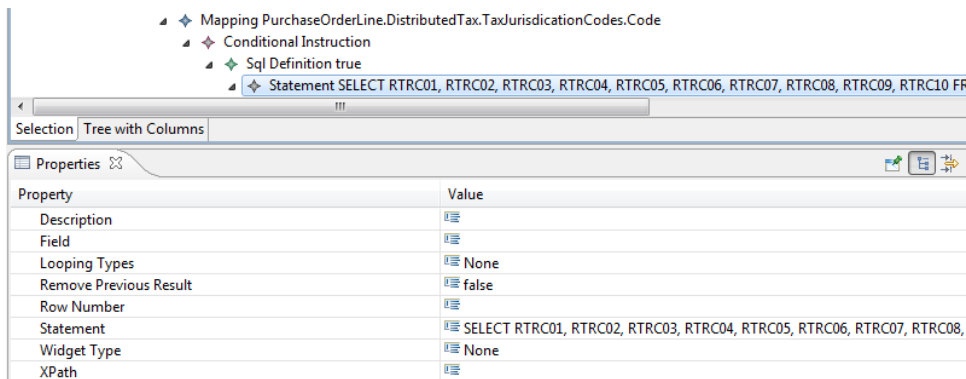 Mapping PurchaseOrderLine.DistributedTax.TaxJurisdicationCodes.Code
Conditional Instruction
Sql Definition true
Statement SELECT RTRC01, RTRC02, RTRC03, RTRC04, RTRC05, RTRC06, RTRC07, RTRC08, RTRC09, RTRC10 FR
Selection Tree with Columns
Properties
Property Value
Description
Field
Looping Types None
Remove Previous Result false
Row Number
Statement SELECT RTRC01, RTRC02, RTRC03, RTRC04, RTRC05, RTRC06, RTRC07, RTRC08,
Widget Type None
XPath